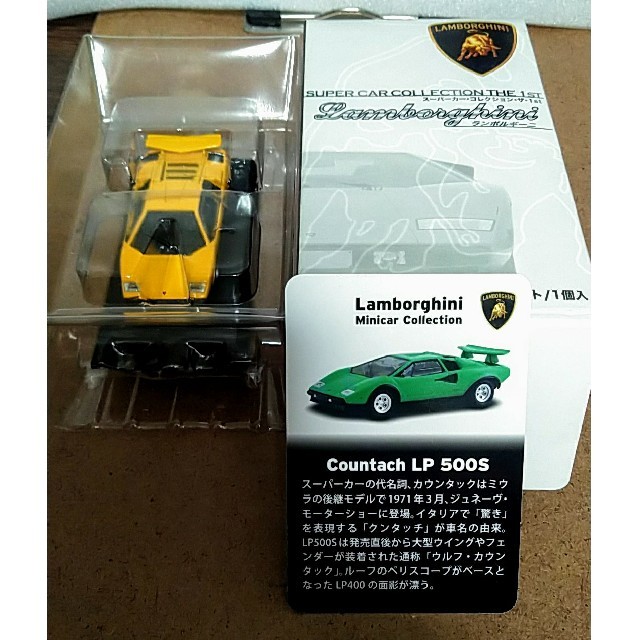 LAMBORGHINI
SUPER CAR COLLECTION THE 1ST
スーパーカー・コレクション・ザ・1st
Lamborghini
ランボルギーニ
ト/1個入
Lamborghini
Minicar Collection
LAMBORGHINI
Countach LP 500S
スーパーカーの代名詞、カウンタックはミウ
ラの後継モデルで1971年3月、ジュネーヴ・
モーターショーに登場。イタリアで「驚き」
を表現する「クンタッチ」が車名の由来。
LP500Sは発売直後から大型ウイングやフェ
ンダーが装着された通称「ウルフ・カウン
タック」。ルーフのペリスコープがベースと
なったLP400の面影が漂う。